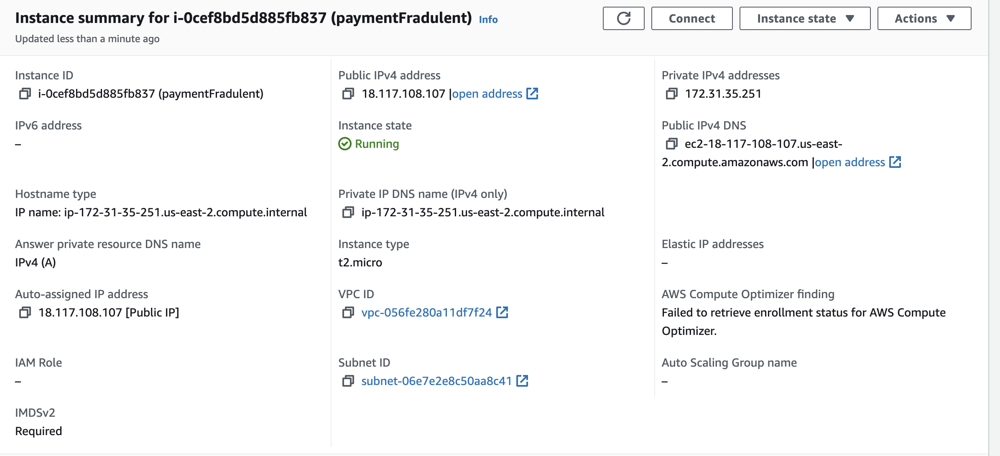 Instance summary for i-0cef8bd5d885fb837 (paymentFradulent) Info
Updated less than a minute ago
Connect
Instance state
Actions
Instance ID
i-0cef8bd5d885fb837 (paymentFradulent)
Public IPv4 address
18.117.108.107 |open address
Private IPv4 addresses
172.31.35.251
IPv6 address
–
Instance state
Running
Public IPv4 DNS
ec2-18-117-108-107.us-east-
2.compute.amazonaws.com |open address
Hostname type
IP name: ip-172-31-35-251.us-east-2.compute.internal
Private IP DNS name (IPv4 only)
ip-172-31-35-251.us-east-2.compute.internal
Answer private resource DNS name
IPv4 (A)
Instance type
t2.micro
Elastic IP addresses
–
Auto-assigned IP address
18.117.108.107 [Public IP]
VPC ID
vpc-056fe280a11df7f24
AWS Compute Optimizer finding
Failed to retrieve enrollment status for AWS Compute
Optimizer.
IAM Role
–
Subnet ID
subnet-06e7e2e8c50aa8c41
Auto Scaling Group name
–
IMDSv2
Required